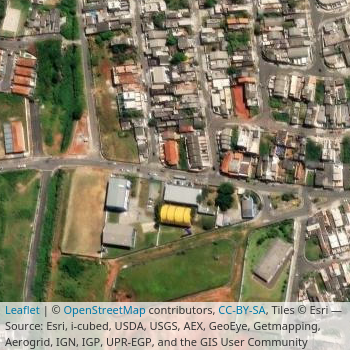 Leaflet | © OpenStreetMap contributors, CC-BY-SA, Tiles © Esri —
Source: Esri, i-cubed, USDA, USGS, AEX, GeoEye, Getmapping,
Aerogrid, IGN, IGP, UPR-EGP, and the GIS User Community